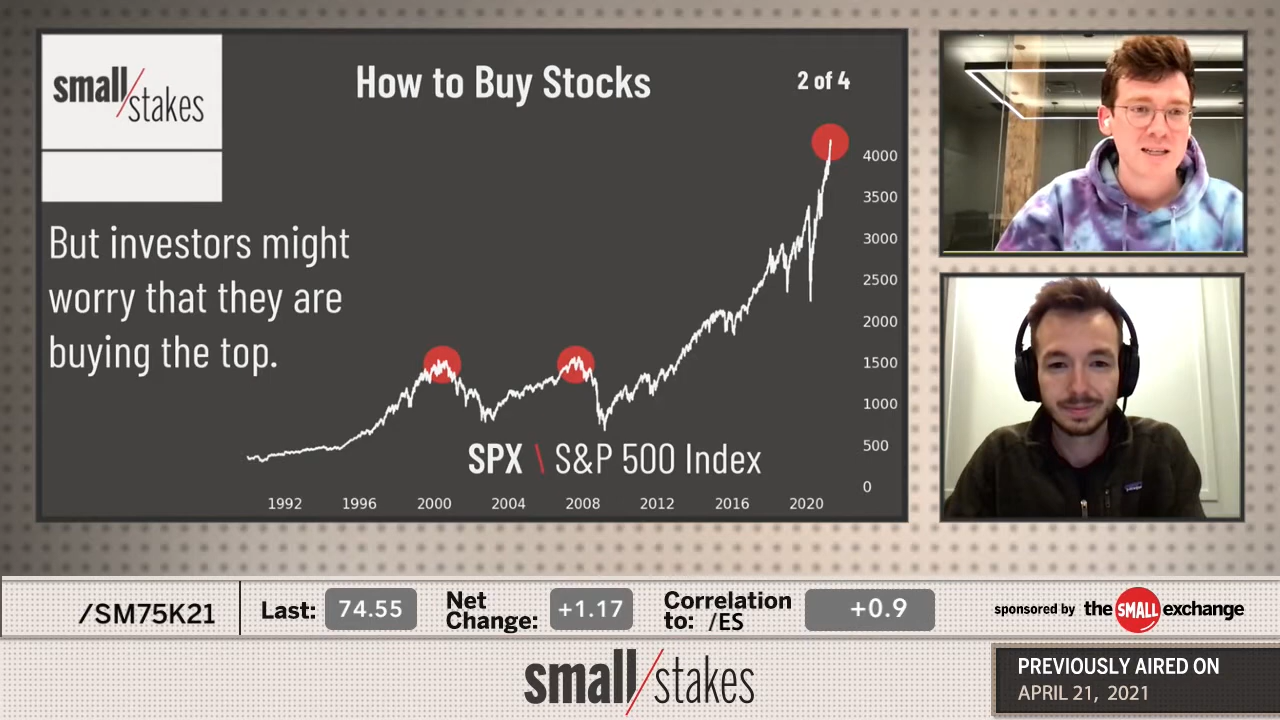 small/stakes
How to Buy Stocks
2 of 4
But investors might
worry that they are
buying the top.
4000
3500
3000
2500
2000
1500
1000
500
0
SPX \ S&P 500 Index
1992 1996 2000 2004 2008 2012 2016 2020
/SM75K21
Last: 74.55
Net
Change: +1.17
Correlation
to: /ES +0.9
sponsored by the SMALL exchange
small/stakes
PREVIOUSLY AIRED ON
APRIL 21, 2021